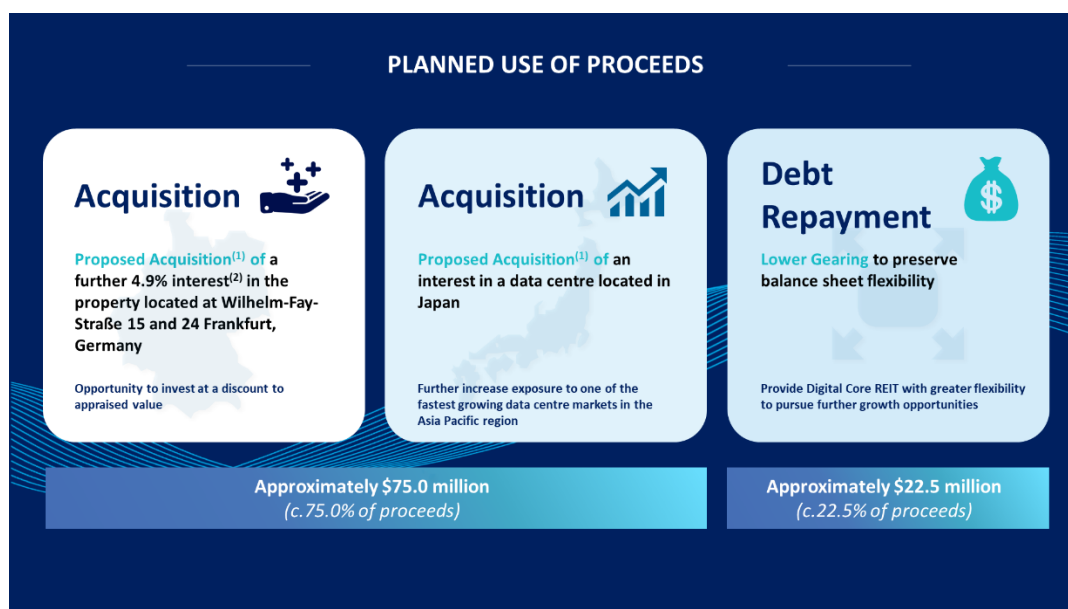 PLANNED USE OF PROCEEDS
Acquisition
Proposed Acquisition(1) of a
further 4.9% interest(2) in the
property located at Wilhelm-Fay-
Straße 15 and 24 Frankfurt,
Germany
Opportunity to invest at a discount to
appraised value
Acquisition
Proposed Acquisition(1) of an
interest in a data centre located in
Japan
Further increase exposure to one of the
fastest growing data centre markets in the
Asia Pacific region
Debt
Repayment
$
Lower Gearing to preserve
balance sheet flexibility
Provide Digital Core REIT with greater flexibility
to pursue further growth opportunities
Approximately $75.0 million
(c.75.0% of proceeds)
Approximately $22.5 million
(c.22.5% of proceeds)